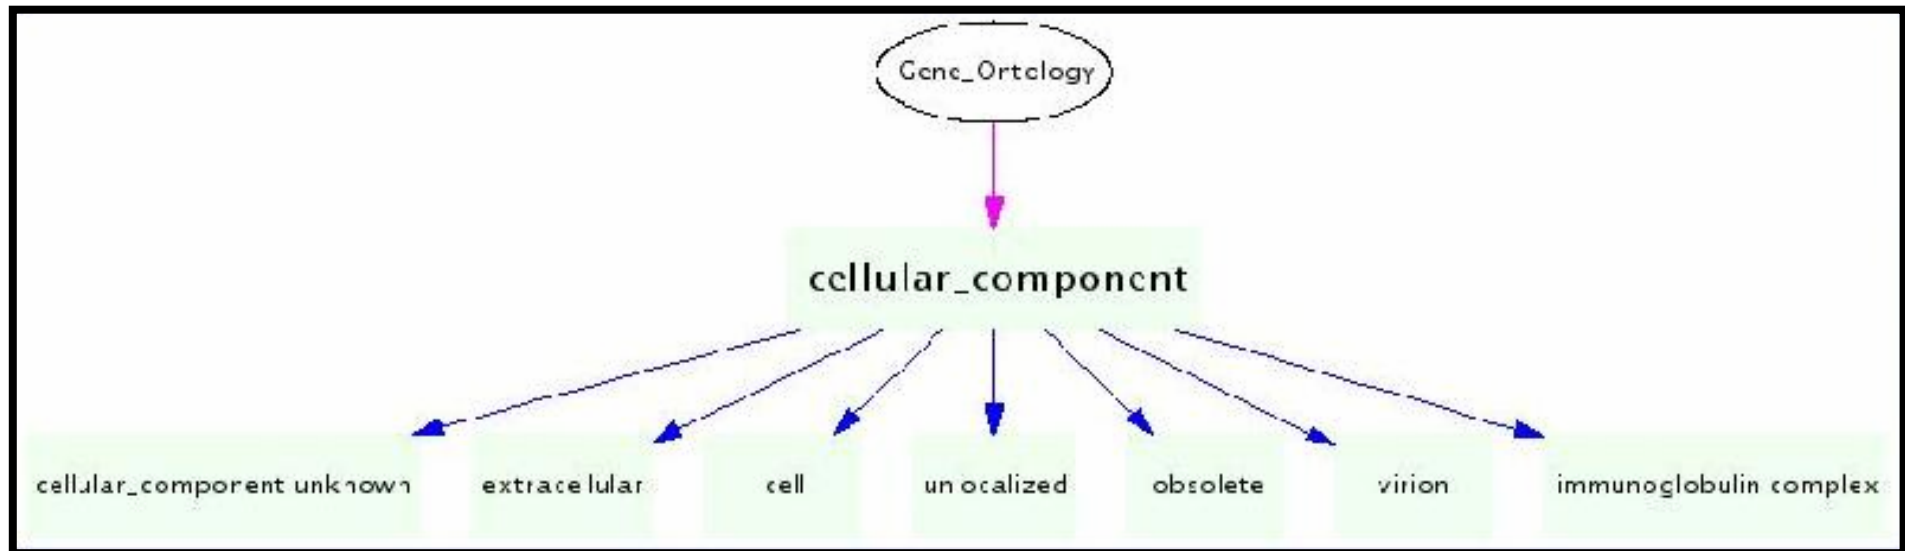 Gene_Ontology
cellular_component
cellular_component unknown
extracellular
cell
unlocalized
obsolete
virion
immunoglobulin complex